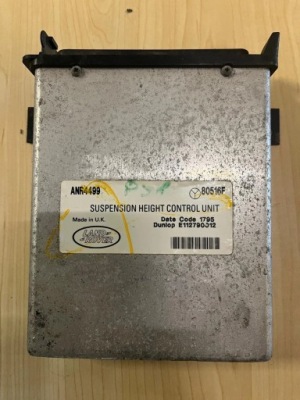 ANR4499 80516F
SUSPENSION HEIGHT CONTROL UNIT
Made in U.K. Date Code 1795
Dunlop E112790012
LAND
ROVER